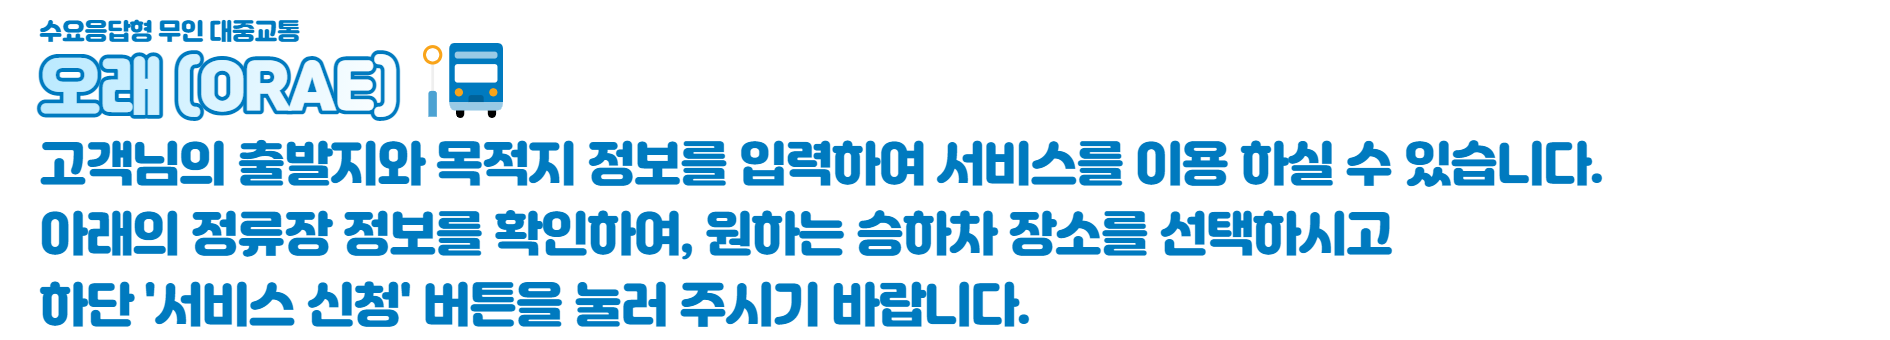 수요응답형 무인 대중교통
오래 (ORAE)
고객님의 출발지와 목적지 정보를 입력하여 서비스를 이용 하실 수 있습니다.
아래의 정류장 정보를 확인하여, 원하는 승하차 장소를 선택하시고
하단 '서비스 신청' 버튼을 눌러 주시기 바랍니다.